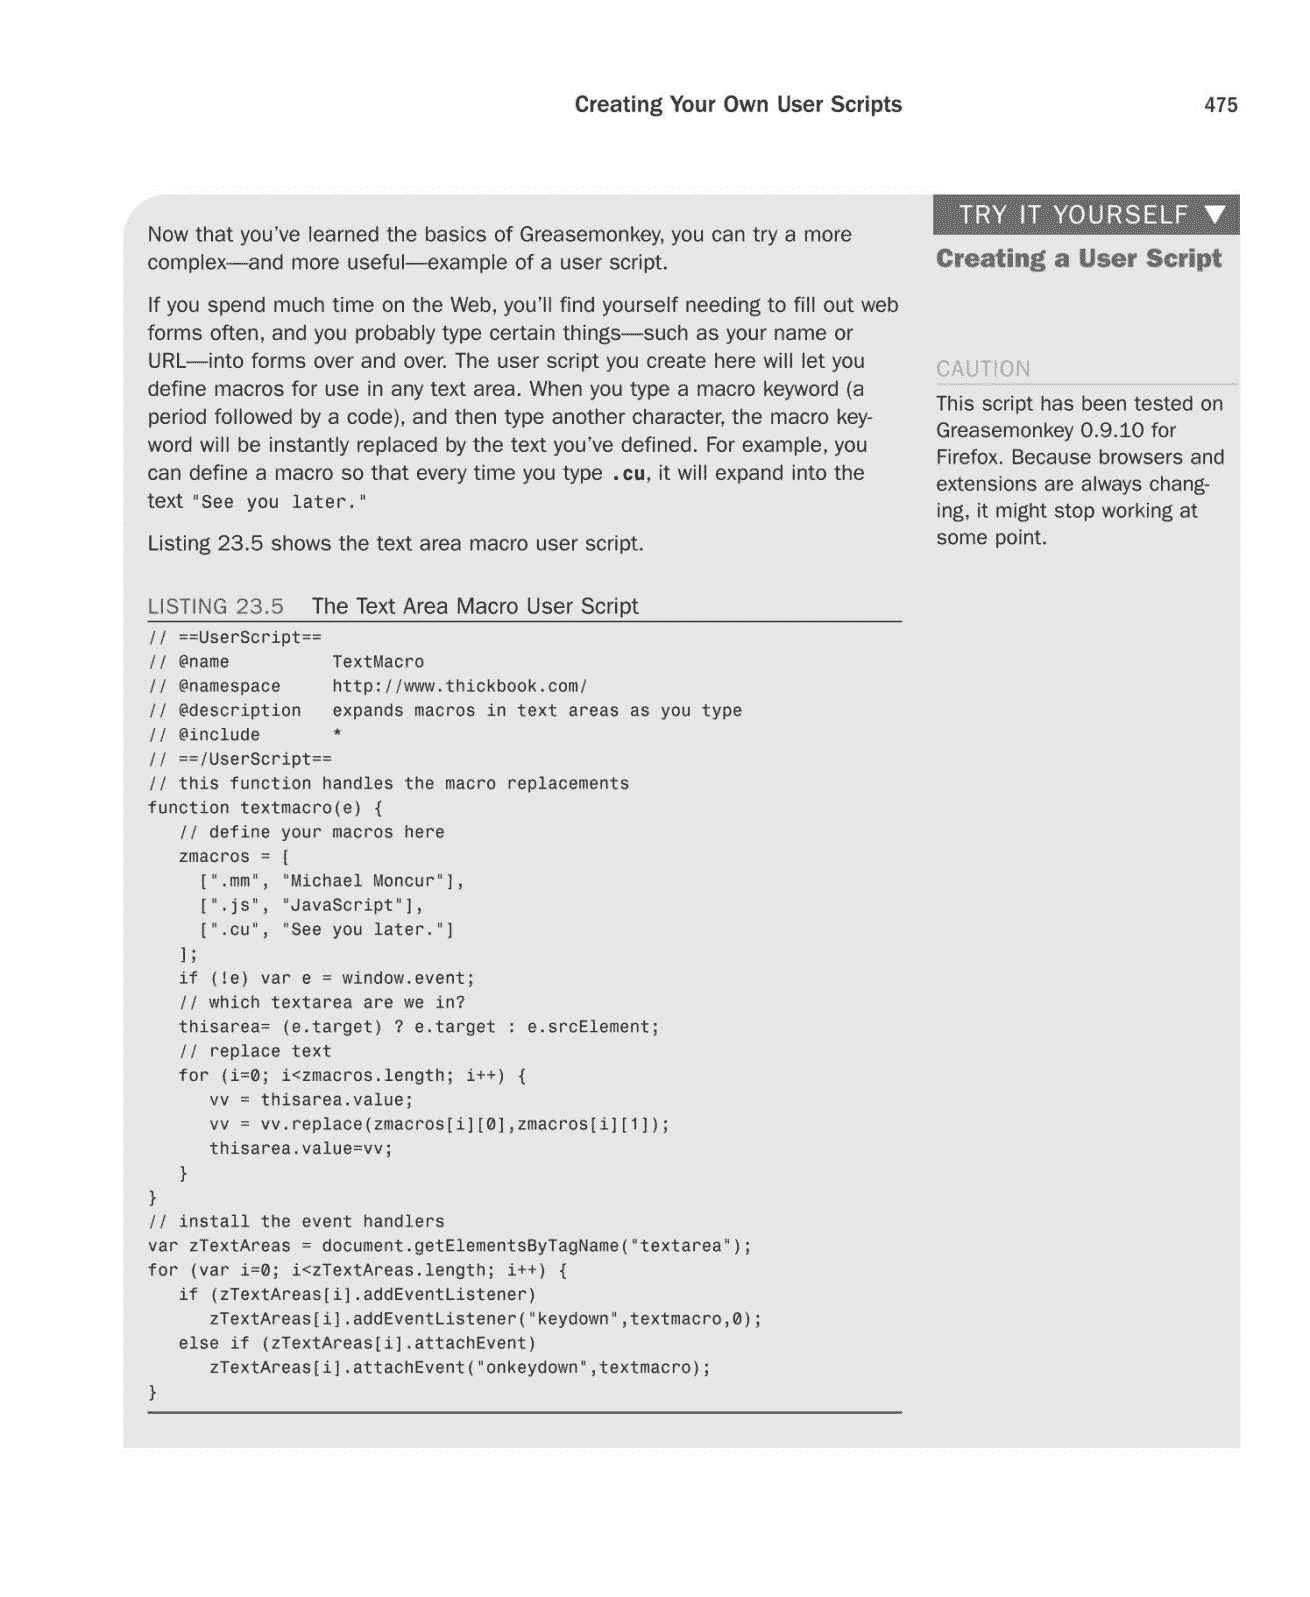 Creating Your Own User Scripts 475
Now that you've learned the basics of Greasemonkey, you can try a more
complex—and more useful—example of a user script.
If you spend much time on the Web, you'll find yourself needing to fill out web
forms often, and you probably type certain things—such as your name or
URL—into forms over and over. The user script you create here will let you
define macros for use in any text area. When you type a macro keyword (a
period followed by a code), and then type another character, the macro key-
word will be instantly replaced by the text you've defined. For example, you
can define a macro so that every time you type .cu, it will expand into the
text "See you later."
Listing 23.5 shows the text area macro user script.
TRY IT YOURSELF ▼
Creating a User Script
CAUTION
This script has been tested on
Greasemonkey 0.9.10 for
Firefox. Because browsers and
extensions are always chang-
ing, it might stop working at
some point.
LISTING 23.5 The Text Area Macro User Script
// ==UserScript==
// @name          TextMacro
// @namespace     http://www.thickbook.com/
// @description   expands macros in text areas as you type
// @include       *
// ==/UserScript==
// this function handles the macro replacements
function textmacro(e) {
   // define your macros here
   zmacros = [
     [".mm", "Michael Moncur"],
     [".js", "JavaScript"],
     [".cu", "See you later."]
   ];
   if (!e) var e = window.event;
   // which textarea are we in?
   thisarea= (e.target) ? e.target : e.srcElement;
   // replace text
   for (i=0; i<zmacros.length; i++) {
      vv = thisarea.value;
      vv = vv.replace(zmacros[i][0],zmacros[i][1]);
      thisarea.value=vv;
   }
}
// install the event handlers
var zTextAreas = document.getElementsByTagName("textarea");
for (var i=0; i<zTextAreas.length; i++) {
   if (zTextAreas[i].addEventListener)
      zTextAreas[i].addEventListener("keydown",textmacro,0);
   else if (zTextAreas[i].attachEvent)
      zTextAreas[i].attachEvent("onkeydown",textmacro);
}